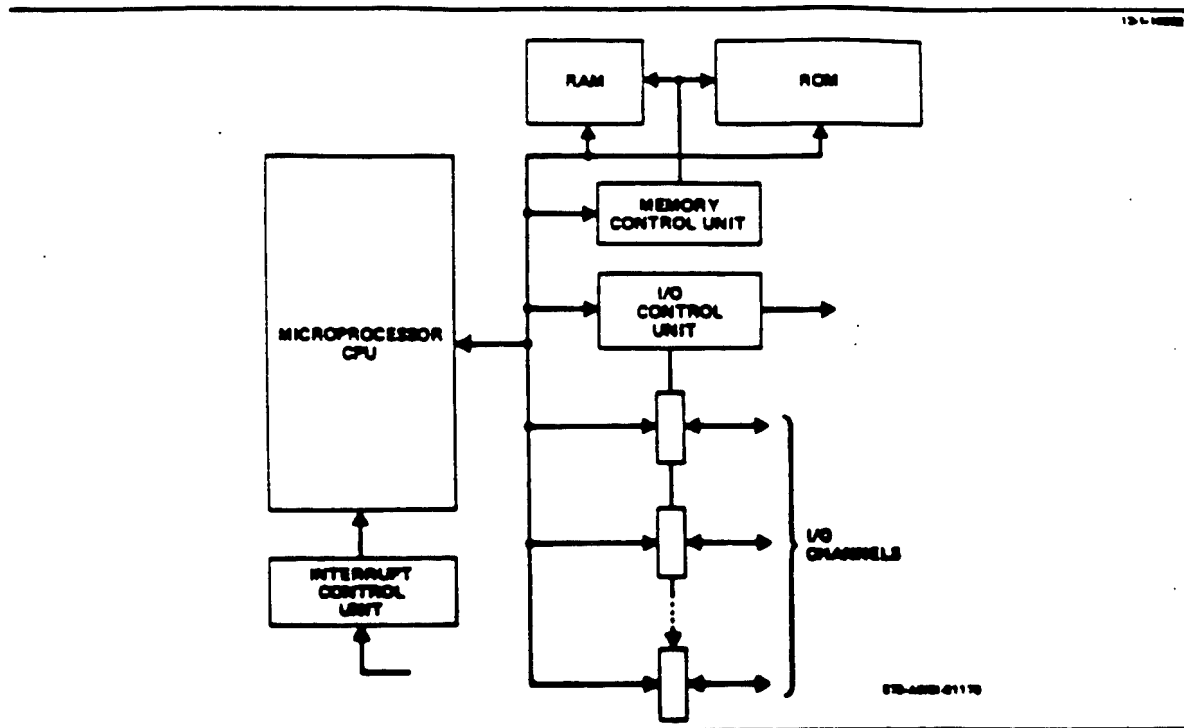 RAM
ROM
MEMORY
CONTROL UNIT
I/O
CONTROL
UNIT
MICROPROCESSOR
CPU
I/O
CHANNELS
INTERRUPT
CONTROL
UNIT